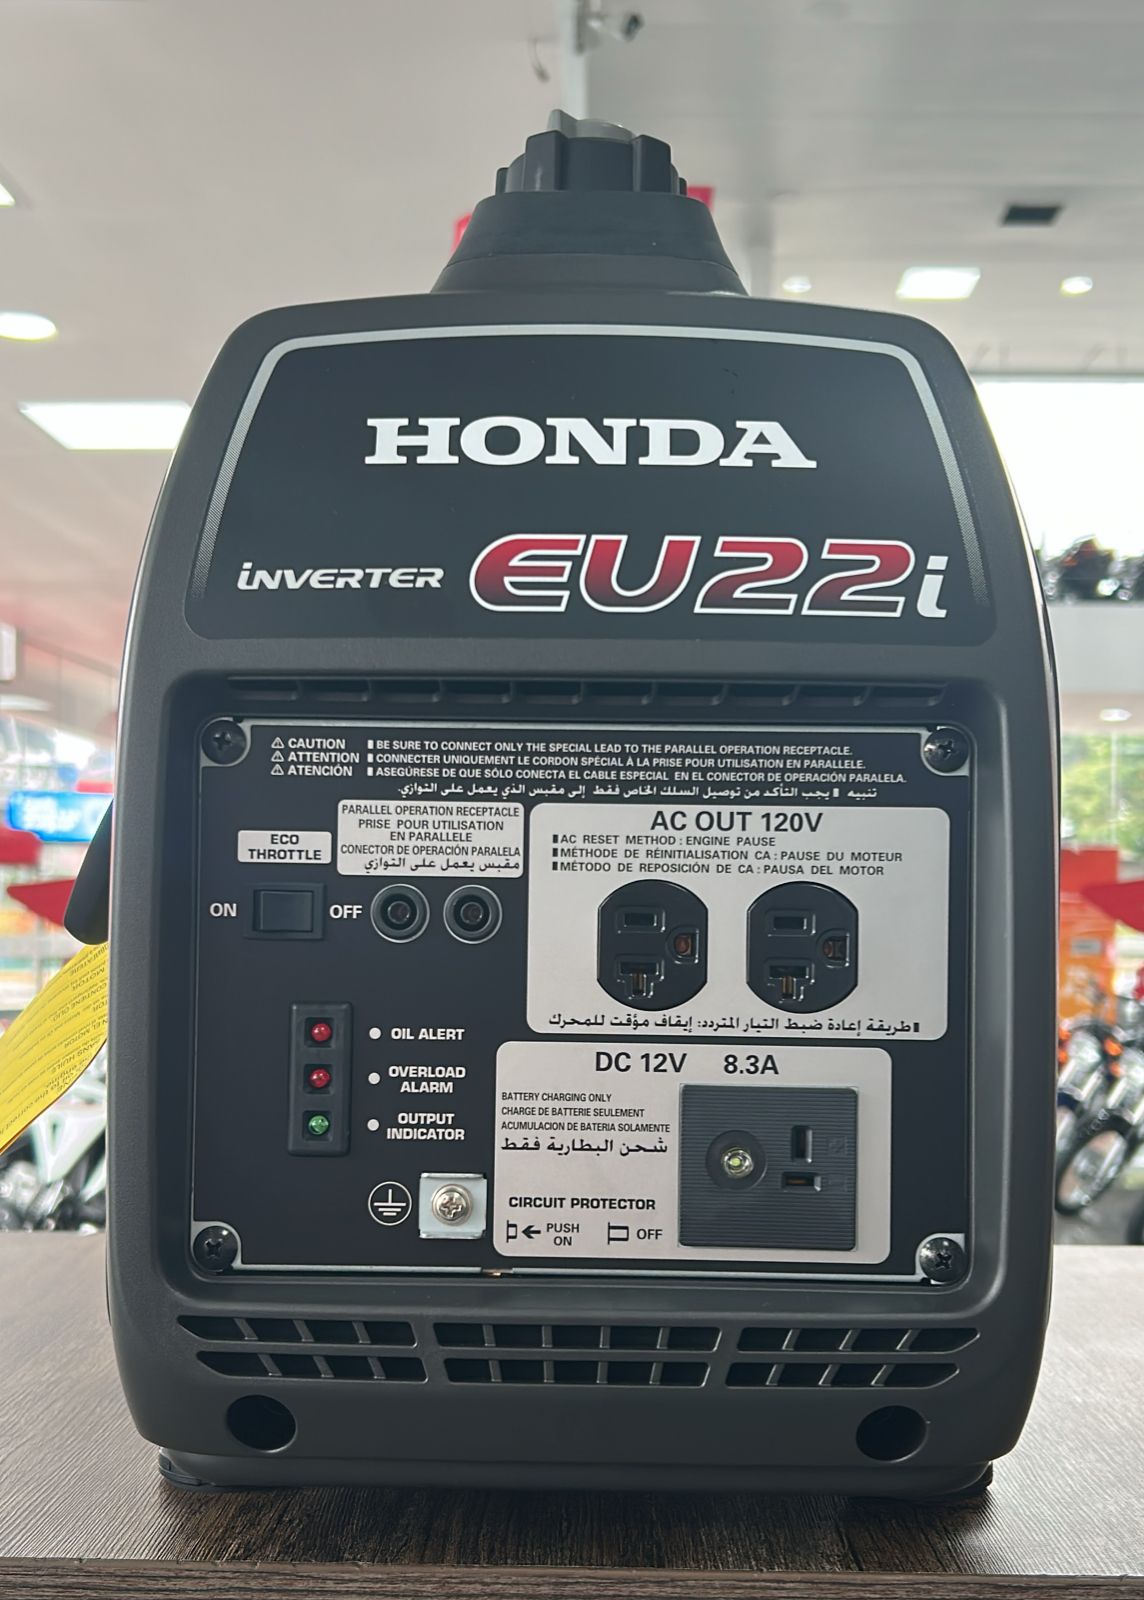 HONDA
INVERTER EU22i
⚠ CAUTION ▮ BE SURE TO CONNECT ONLY THE SPECIAL LEAD TO THE PARALLEL OPERATION RECEPTACLE.
⚠ ATTENTION ▮ CONNECTER UNIQUEMENT LE CORDON SPÉCIAL À LA PRISE POUR UTILISATION EN PARALLELE.
⚠ ATENCIÓN ▮ ASEGÚRESE DE QUE SÓLO CONECTA EL CABLE ESPECIAL EN EL CONECTOR DE OPERACIÓN PARALELA.
تنبيه ▮ يجب التأكد من توصيل السلك الخاص فقط إلى مقبس الذي يعمل على التوازي.
PARALLEL OPERATION RECEPTACLE
PRISE POUR UTILISATION
EN PARALLELE
CONECTOR DE OPERACIÓN PARALELA
مقبس يعمل على التوازي
ECO
THROTTLE
ON OFF
AC OUT 120V
▮AC RESET METHOD : ENGINE PAUSE
▮MÉTHODE DE RÉINITIALISATION CA : PAUSE DU MOTEUR
▮MÉTODO DE REPOSICIÓN DE CA : PAUSA DEL MOTOR
▮طريقة إعادة ضبط التيار المتردد: إيقاف مؤقت للمحرك
OIL ALERT
OVERLOAD
ALARM
OUTPUT
INDICATOR
DC 12V 8.3A
BATTERY CHARGING ONLY
CHARGE DE BATTERIE SEULEMENT
ACUMULACION DE BATERIA SOLAMENTE
شحن البطارية فقط
CIRCUIT PROTECTOR
PUSH
ON
OFF